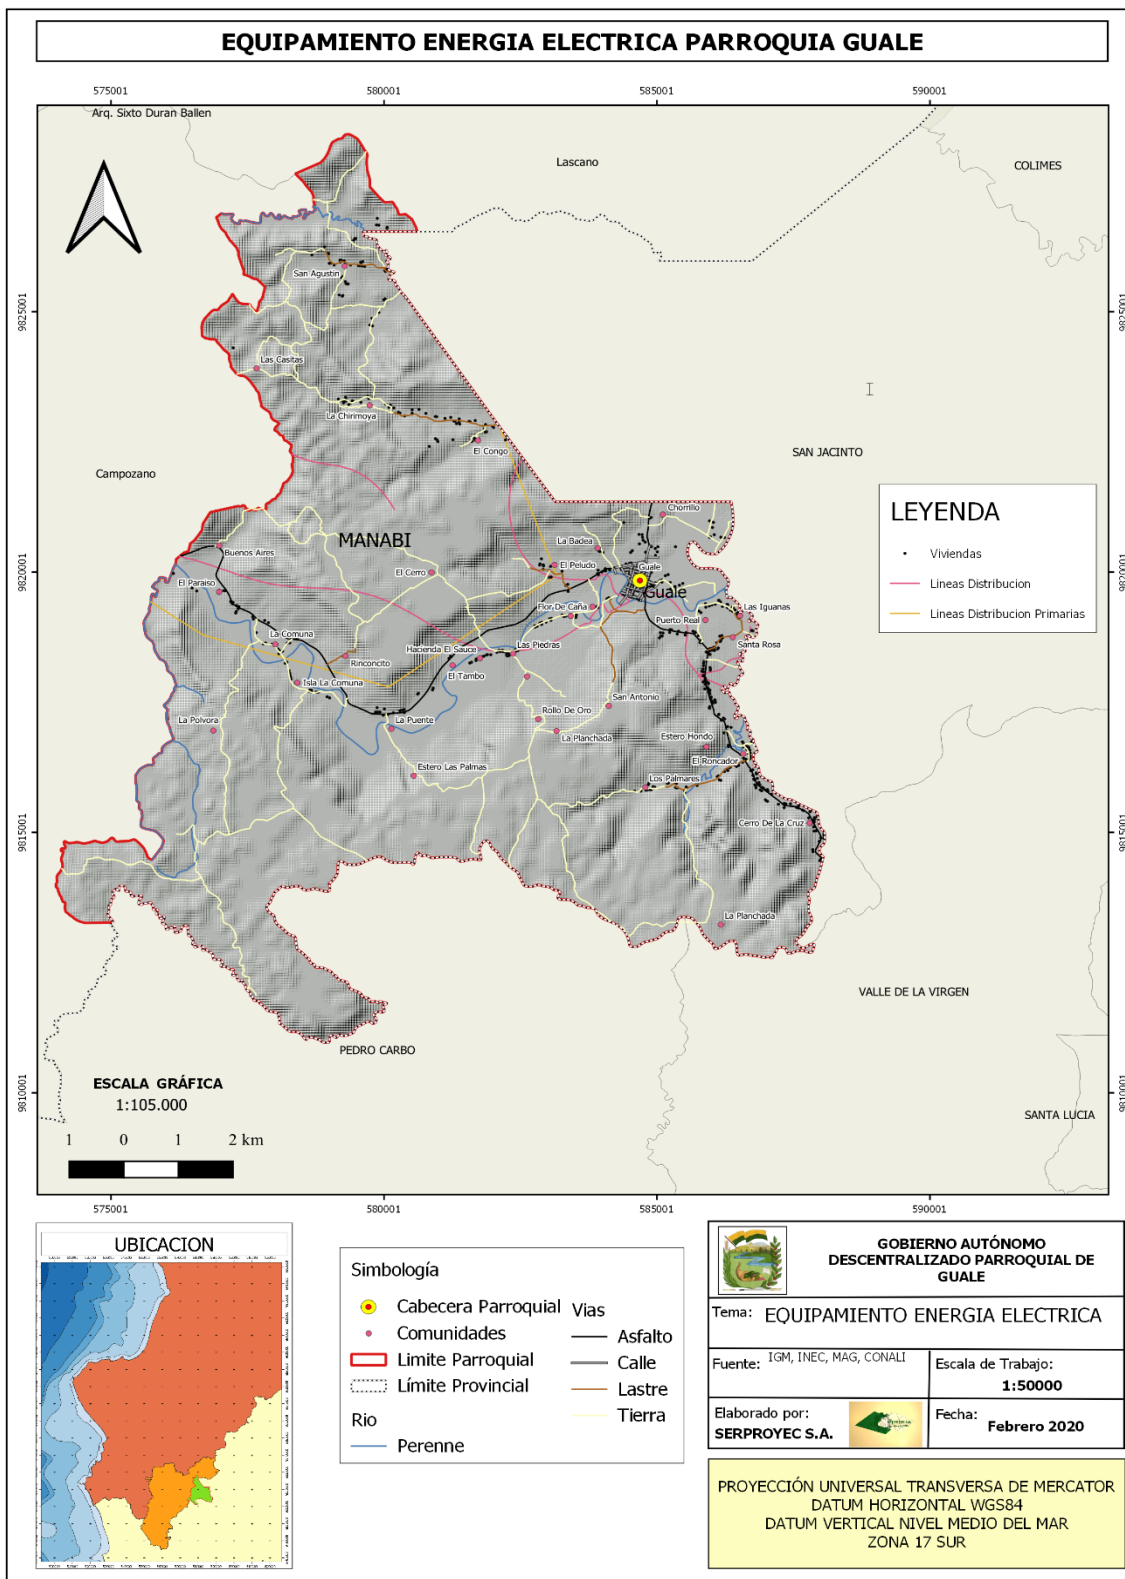 EQUIPAMIENTO ENERGIA ELECTRICA PARROQUIA GUALE
575001
580001
585001
590001
Arq. Sixto Duran Ballen
Lascano
COLIMES
9825001
9825001
San Agustin
Las Casitas
La Chirimoya
El Congo
SAN JACINTO
Campozano
LEYENDA
Viviendas
Lineas Distribucion
Lineas Distribucion Primarias
Chorrillo
MANABI
La Badea
Buenos Aires
El Peludo
Guale
9820001
9820001
El Cerro
El Paraiso
Guale
Flor De Caña
Las Iguanas
Puerto Real
La Comuna
Hacienda El Sauce
Las Piedras
Santa Rosa
Rinconcito
El Tambo
Isla La Comuna
San Antonio
La Polvora
La Puente
Rollo De Oro
La Planchada
Estero Hondo
Estero Las Palmas
El Roncador
Los Palmares
Cerro De La Cruz
9815001
9815001
La Planchada
VALLE DE LA VIRGEN
PEDRO CARBO
ESCALA GRÁFICA
1:105.000
9810001
9810001
SANTA LUCIA
1 0 1 2 km
575001
580001
585001
590001
UBICACION
Simbología
Cabecera Parroquial
Comunidades
Limite Parroquial
Límite Provincial
Rio
Perenne
Vias
Asfalto
Calle
Lastre
Tierra
GOBIERNO AUTÓNOMO
DESCENTRALIZADO PARROQUIAL DE
GUALE
Tema: EQUIPAMIENTO ENERGIA ELECTRICA
Fuente: IGM, INEC, MAG, CONALI
Escala de Trabajo:
1:50000
Elaborado por:
SERPROYEC S.A.
Fecha:
Febrero 2020
PROYECCIÓN UNIVERSAL TRANSVERSA DE MERCATOR
DATUM HORIZONTAL WGS84
DATUM VERTICAL NIVEL MEDIO DEL MAR
ZONA 17 SUR